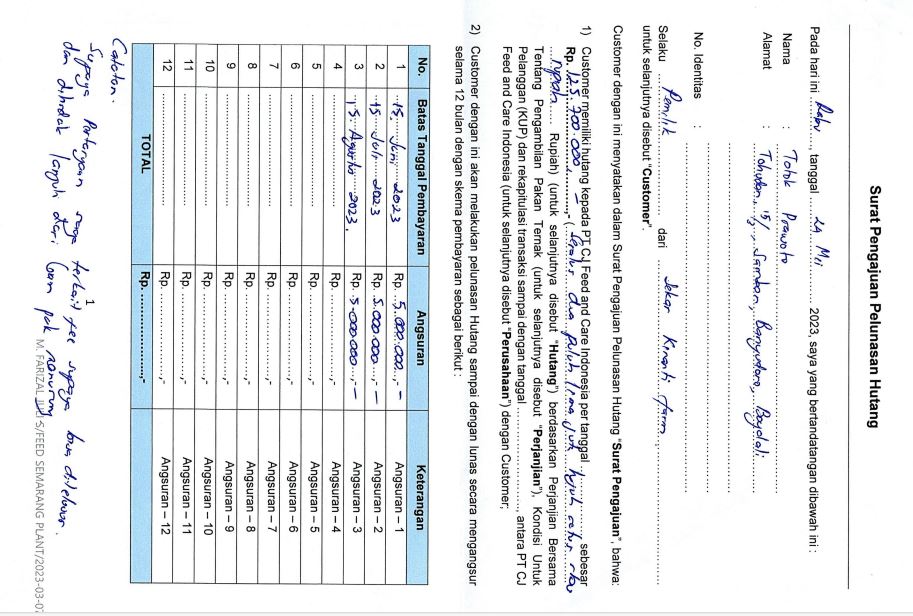 Surat Pengajuan Pelunasan Hutang
Pada hari ini Rabu, tanggal 24 Mei 2023, saya yang bertandatangan dibawah ini :
Nama : Totok Prawoto
Alamat : Tohudan, 15/3, Sambon, Banyudono, Boyolali
No. Identitas :
Selaku Pemilik dari Sekar Kinanti farm
untuk selanjutnya disebut “Customer”.
Customer dengan ini menyatakan dalam Surat Pengajuan Pelunasan Hutang “Surat Pengajuan”, bahwa:
1) Customer memiliki hutang kepada PT CJ Feed and Care Indonesia per tanggal ............ sebesar
Rp. 125.700.000,-- ( Seratus dua puluh lima jut tujuh ratus ribu
rupiah Rupiah) (untuk selanjutnya disebut “Hutang”) berdasarkan Perjanjian Bersama
Tentang Pengambilan Pakan Ternak (untuk selanjutnya disebut “Perjanjian”), Kondisi Untuk
Pelanggan (KUP) dan rekapitulasi transaksi sampai dengan tanggal ......................, antara PT CJ
Feed and Care Indonesia (untuk selanjutnya disebut “Perusahaan”) dengan Customer;
2) Customer dengan ini akan melakukan pelunasan Hutang sampai dengan lunas secara mengangsur
selama 12 bulan dengan skema pembayaran sebagai berikut :
No. Batas Tanggal Pembayaran Angsuran Keterangan
1 15 Juni 2023 Rp. 5.000.000,- - Angsuran – 1
2 15 Juli 2023 Rp. 5.000.000,- - Angsuran – 2
3 15 Agustus 2023. Rp. 5.000.000,- - Angsuran – 3
4 .............................. Rp. ......................,- Angsuran – 4
5 .............................. Rp. ......................,- Angsuran – 5
6 .............................. Rp. ......................,- Angsuran – 6
7 .............................. Rp. ......................,- Angsuran – 7
8 .............................. Rp. ......................,- Angsuran – 8
9 .............................. Rp. ......................,- Angsuran – 9
10 .............................. Rp. ......................,- Angsuran – 10
11 .............................. Rp. ......................,- Angsuran – 11
12 .............................. Rp. ......................,- Angsuran – 12
TOTAL Rp. ......................,-
Catatan.
1
Supaya saya terkait fee supaya bisa
dan ditindak lanjuti dari pak
M. FARIZAL JULI S/FEED SEMARANG PLANT/2023-03-07